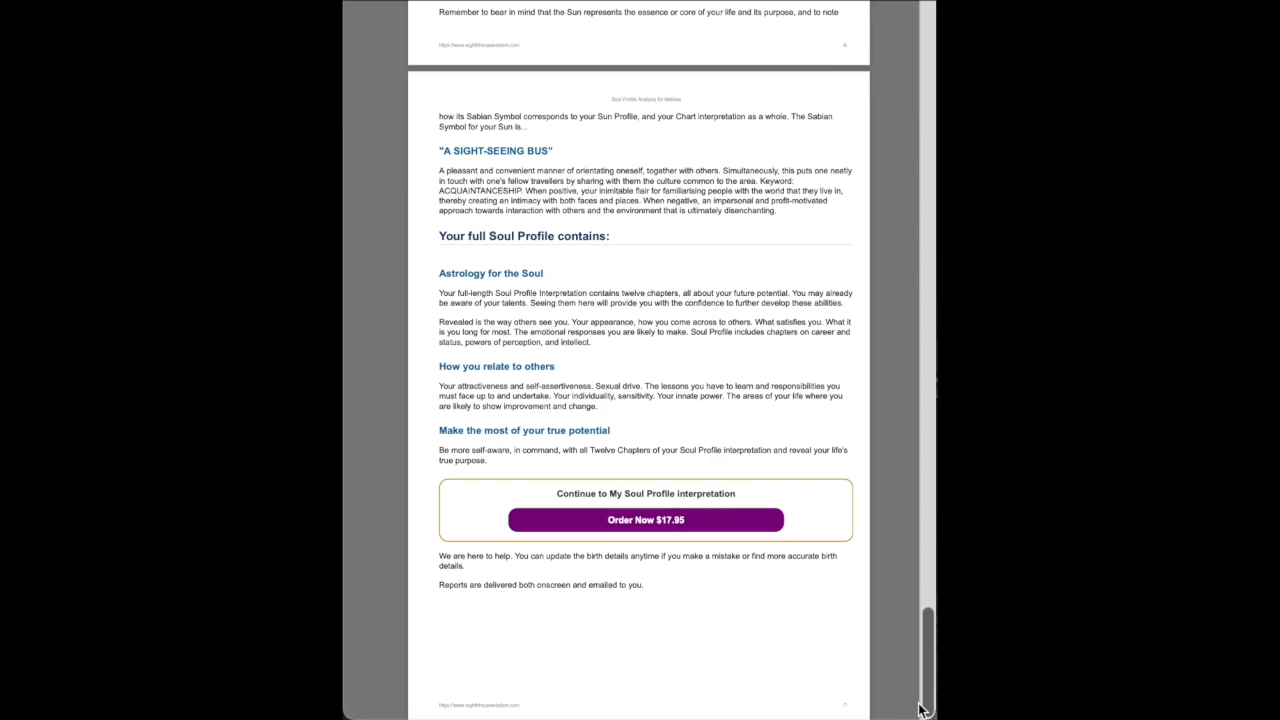 Remember to bear in mind that the Sun represents the essence or core of your life and its purpose, and to note
Soul Profile Analysis for Melissa
how its Sabian Symbol corresponds to your Sun Profile, and your Chart interpretation as a whole. The Sabian
Symbol for your Sun is...
"A SIGHT-SEEING BUS"
A pleasant and convenient manner of orientating oneself, together with others. Simultaneously, this puts one neatly
in touch with one's fellow travellers by sharing with them the culture common to the area. Keyword:
ACQUAINTANCESHIP. When positive, your inimitable flair for familiarising people with the world that they live in,
thereby creating an intimacy with both faces and places. When negative, an impersonal and profit-motivated
approach towards interaction with others and the environment that is ultimately disenchanting.
Your full Soul Profile contains:
Astrology for the Soul
Your full-length Soul Profile Interpretation contains twelve chapters, all about your future potential. You may already
be aware of your talents. Seeing them here will provide you with the confidence to further develop these abilities.
Revealed is the way others see you. Your appearance, how you come across to others. What satisfies you. What it
is you long for most. The emotional responses you are likely to make. Soul Profile includes chapters on career and
status, powers of perception, and intellect.
How you relate to others
Your attractiveness and self-assertiveness. Sexual drive. The lessons you have to learn and responsibilities you
must face up to and undertake. Your individuality, sensitivity. Your innate power. The areas of your life where you
are likely to show improvement and change.
Make the most of your true potential
Be more self-aware, in command, with all Twelve Chapters of your Soul Profile interpretation and reveal your life's
true purpose.
Continue to My Soul Profile interpretation
Order Now $17.95
We are here to help. You can update the birth details anytime if you make a mistake or find more accurate birth
details.
Reports are delivered both onscreen and emailed to you.